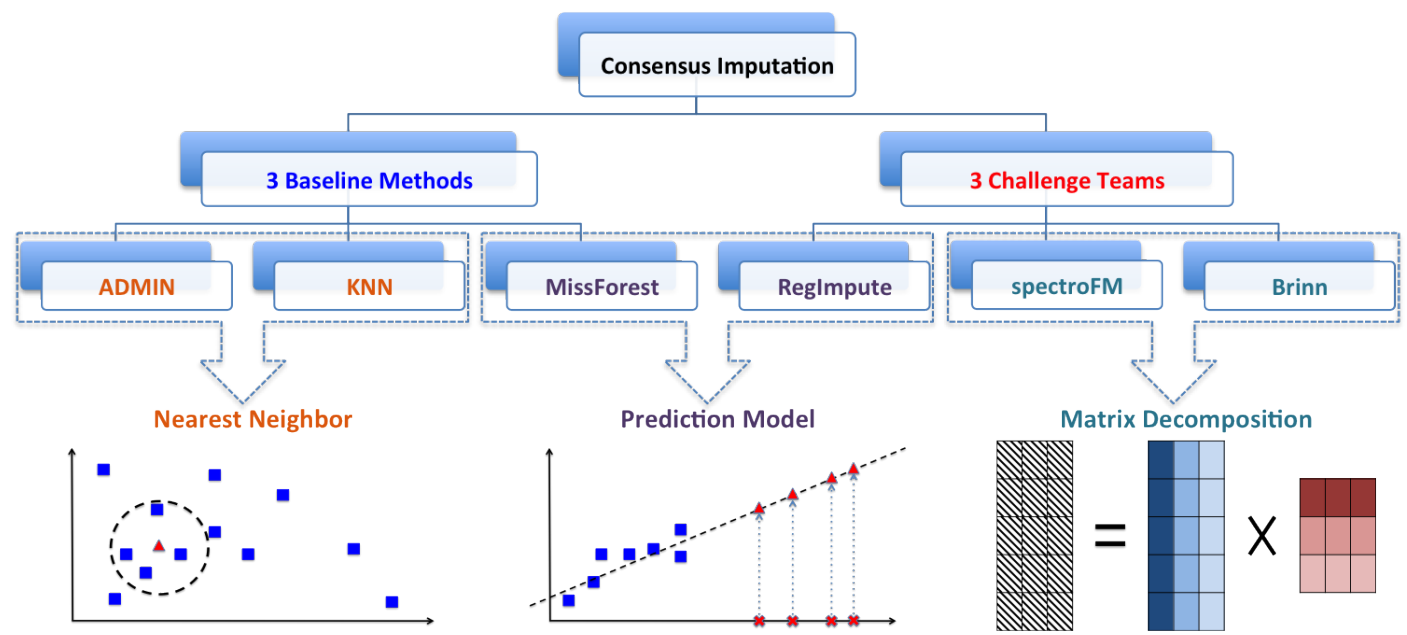 Consensus Imputation
3 Baseline Methods
3 Challenge Teams
ADMIN
KNN
MissForest
RegImpute
spectroFM
Brinn
Nearest Neighbor
Prediction Model
Matrix Decomposition
= X